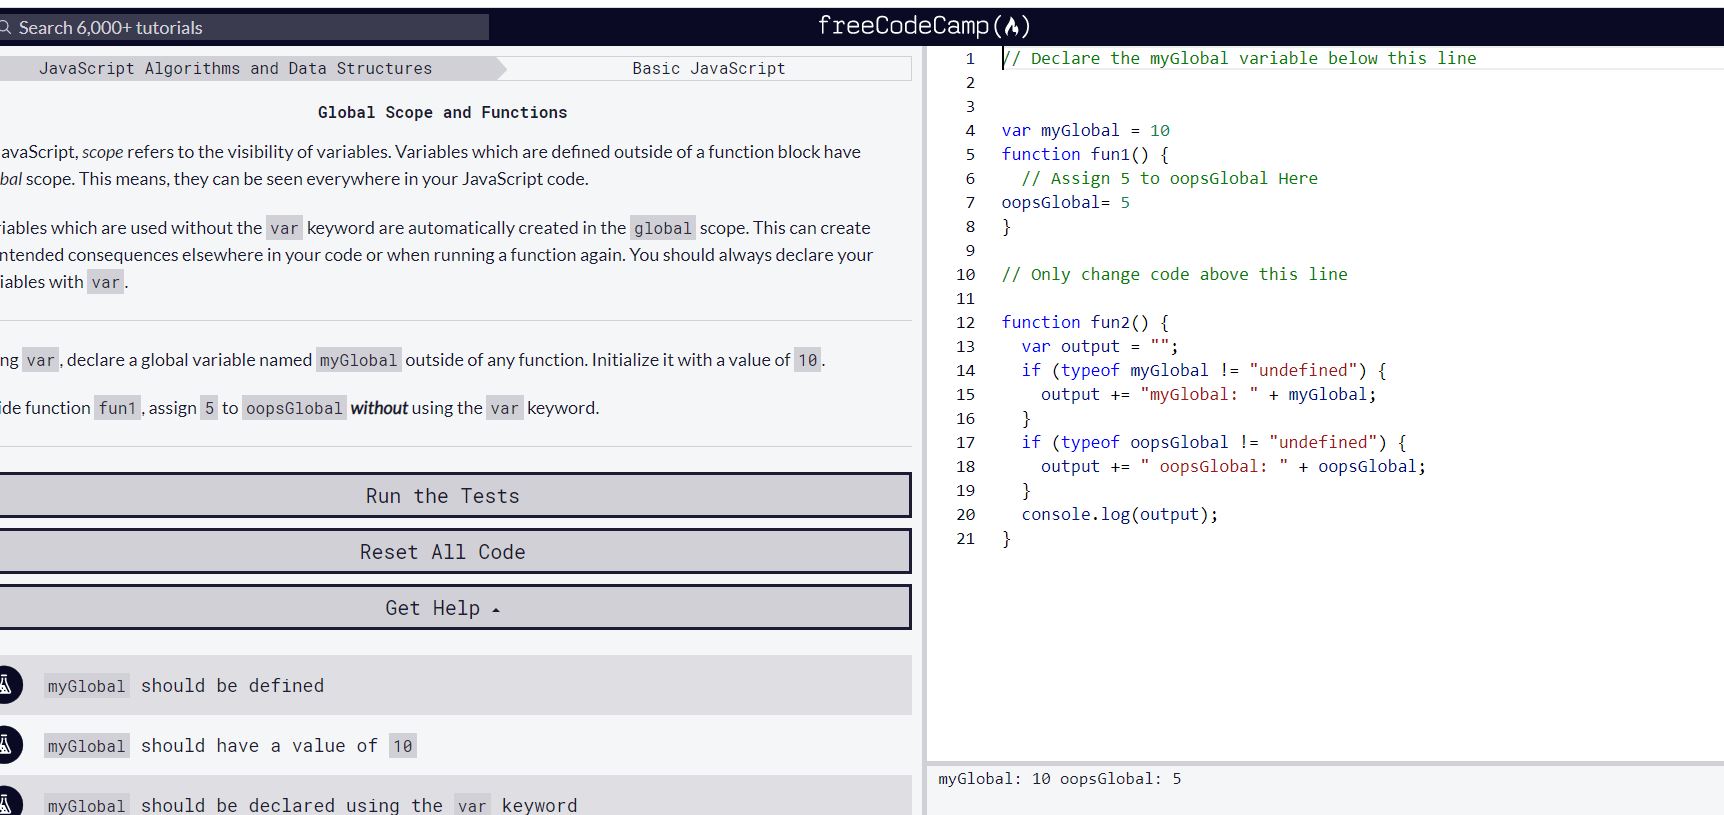 Search 6,000+ tutorials
freeCodeCamp
JavaScript Algorithms and Data Structures
Basic JavaScript
Global Scope and Functions
avaScript, scope refers to the visibility of variables. Variables which are defined outside of a function block have
bal scope. This means, they can be seen everywhere in your JavaScript code.
iables which are used without the var keyword are automatically created in the global scope. This can create
ntended consequences elsewhere in your code or when running a function again. You should always declare your
iables with var.
ng var, declare a global variable named myGlobal outside of any function. Initialize it with a value of 10.
ide function fun1, assign 5 to oopsGlobal without using the var keyword.
Run the Tests
Reset All Code
Get Help
myGlobal should be defined
myGlobal should have a value of 10
myGlobal should be declared using the var keyword
1 // Declare the myGlobal variable below this line
2
3
4 var myGlobal = 10
5 function fun1() {
6 // Assign 5 to oopsGlobal Here
7 oopsGlobal= 5
8 }
9
10 // Only change code above this line
11
12 function fun2() {
13 var output = "";
14 if (typeof myGlobal != "undefined") {
15 output += "myGlobal: " + myGlobal;
16 }
17 if (typeof oopsGlobal != "undefined") {
18 output += " oopsGlobal: " + oopsGlobal;
19 }
20 console.log(output);
21 }
myGlobal: 10 oopsGlobal: 5